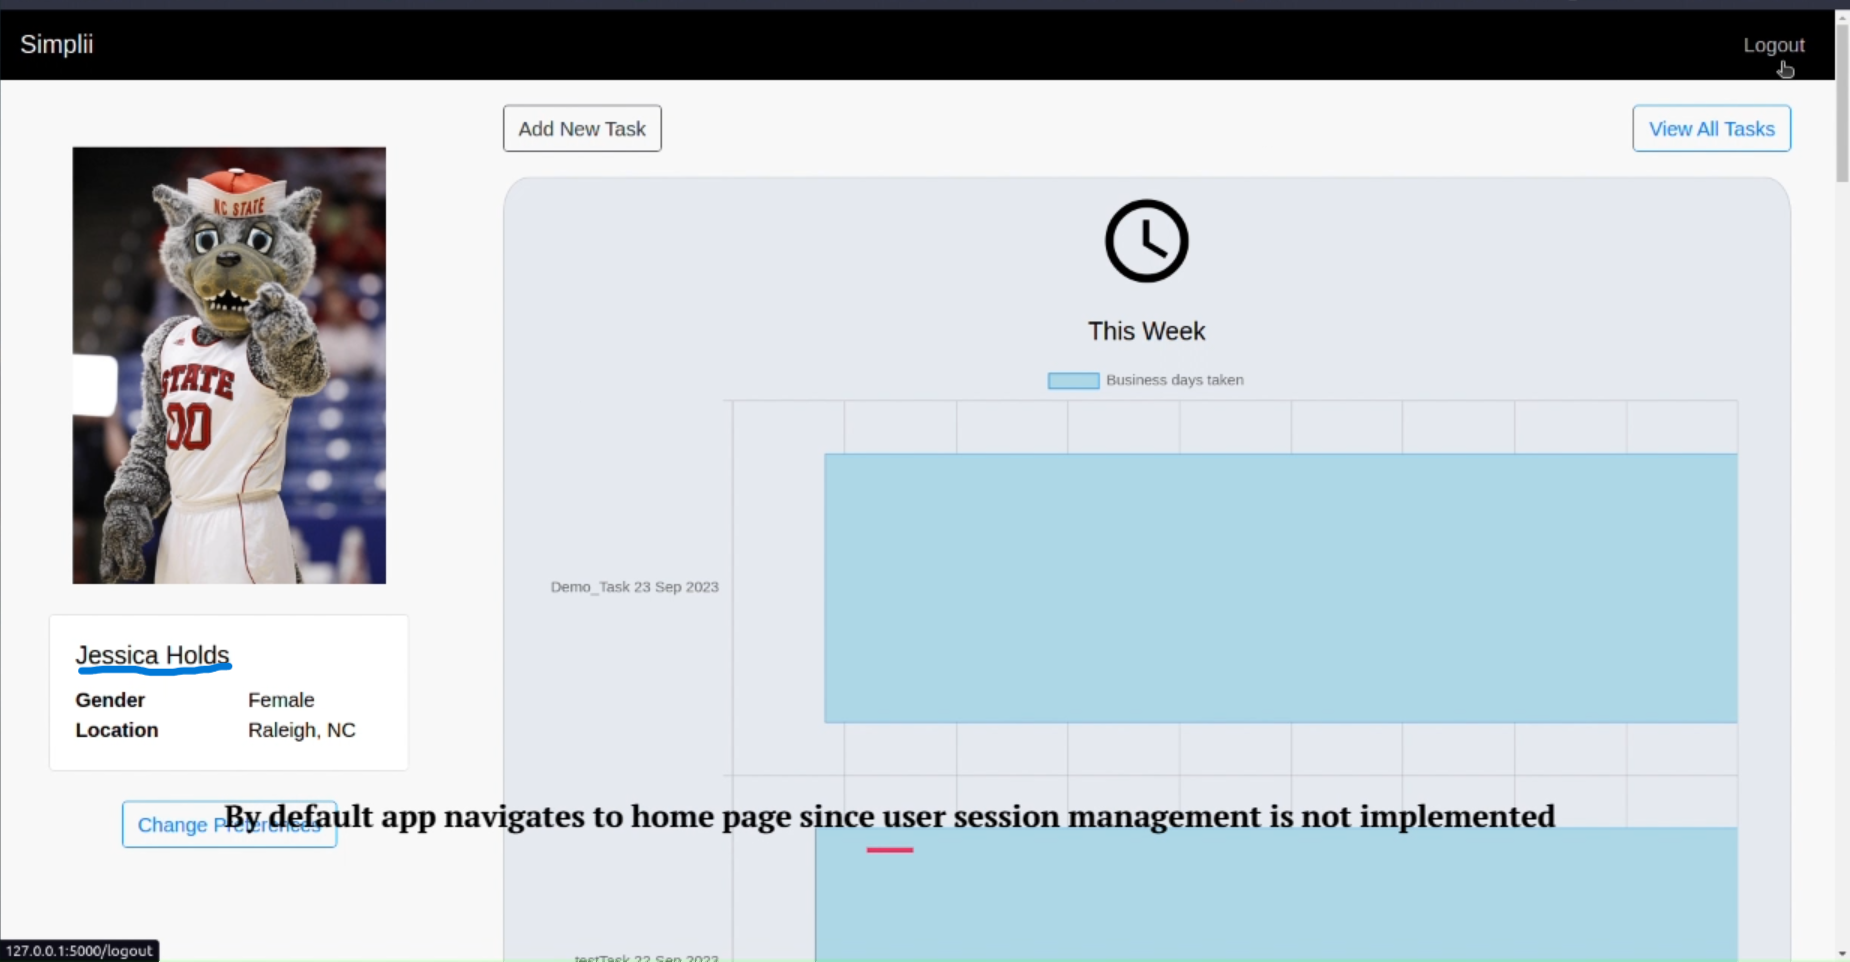 Simplii
Logout
Add New Task
View All Tasks
NC STATE
STATE
00
This Week
Business days taken
Demo_Task 23 Sep 2023
Jessica Holds
Gender Female
Location Raleigh, NC
Change Preferences
By default app navigates to home page since user session management is not implemented
testTask 22 Sep 2023
127.0.0.1:5000/logout